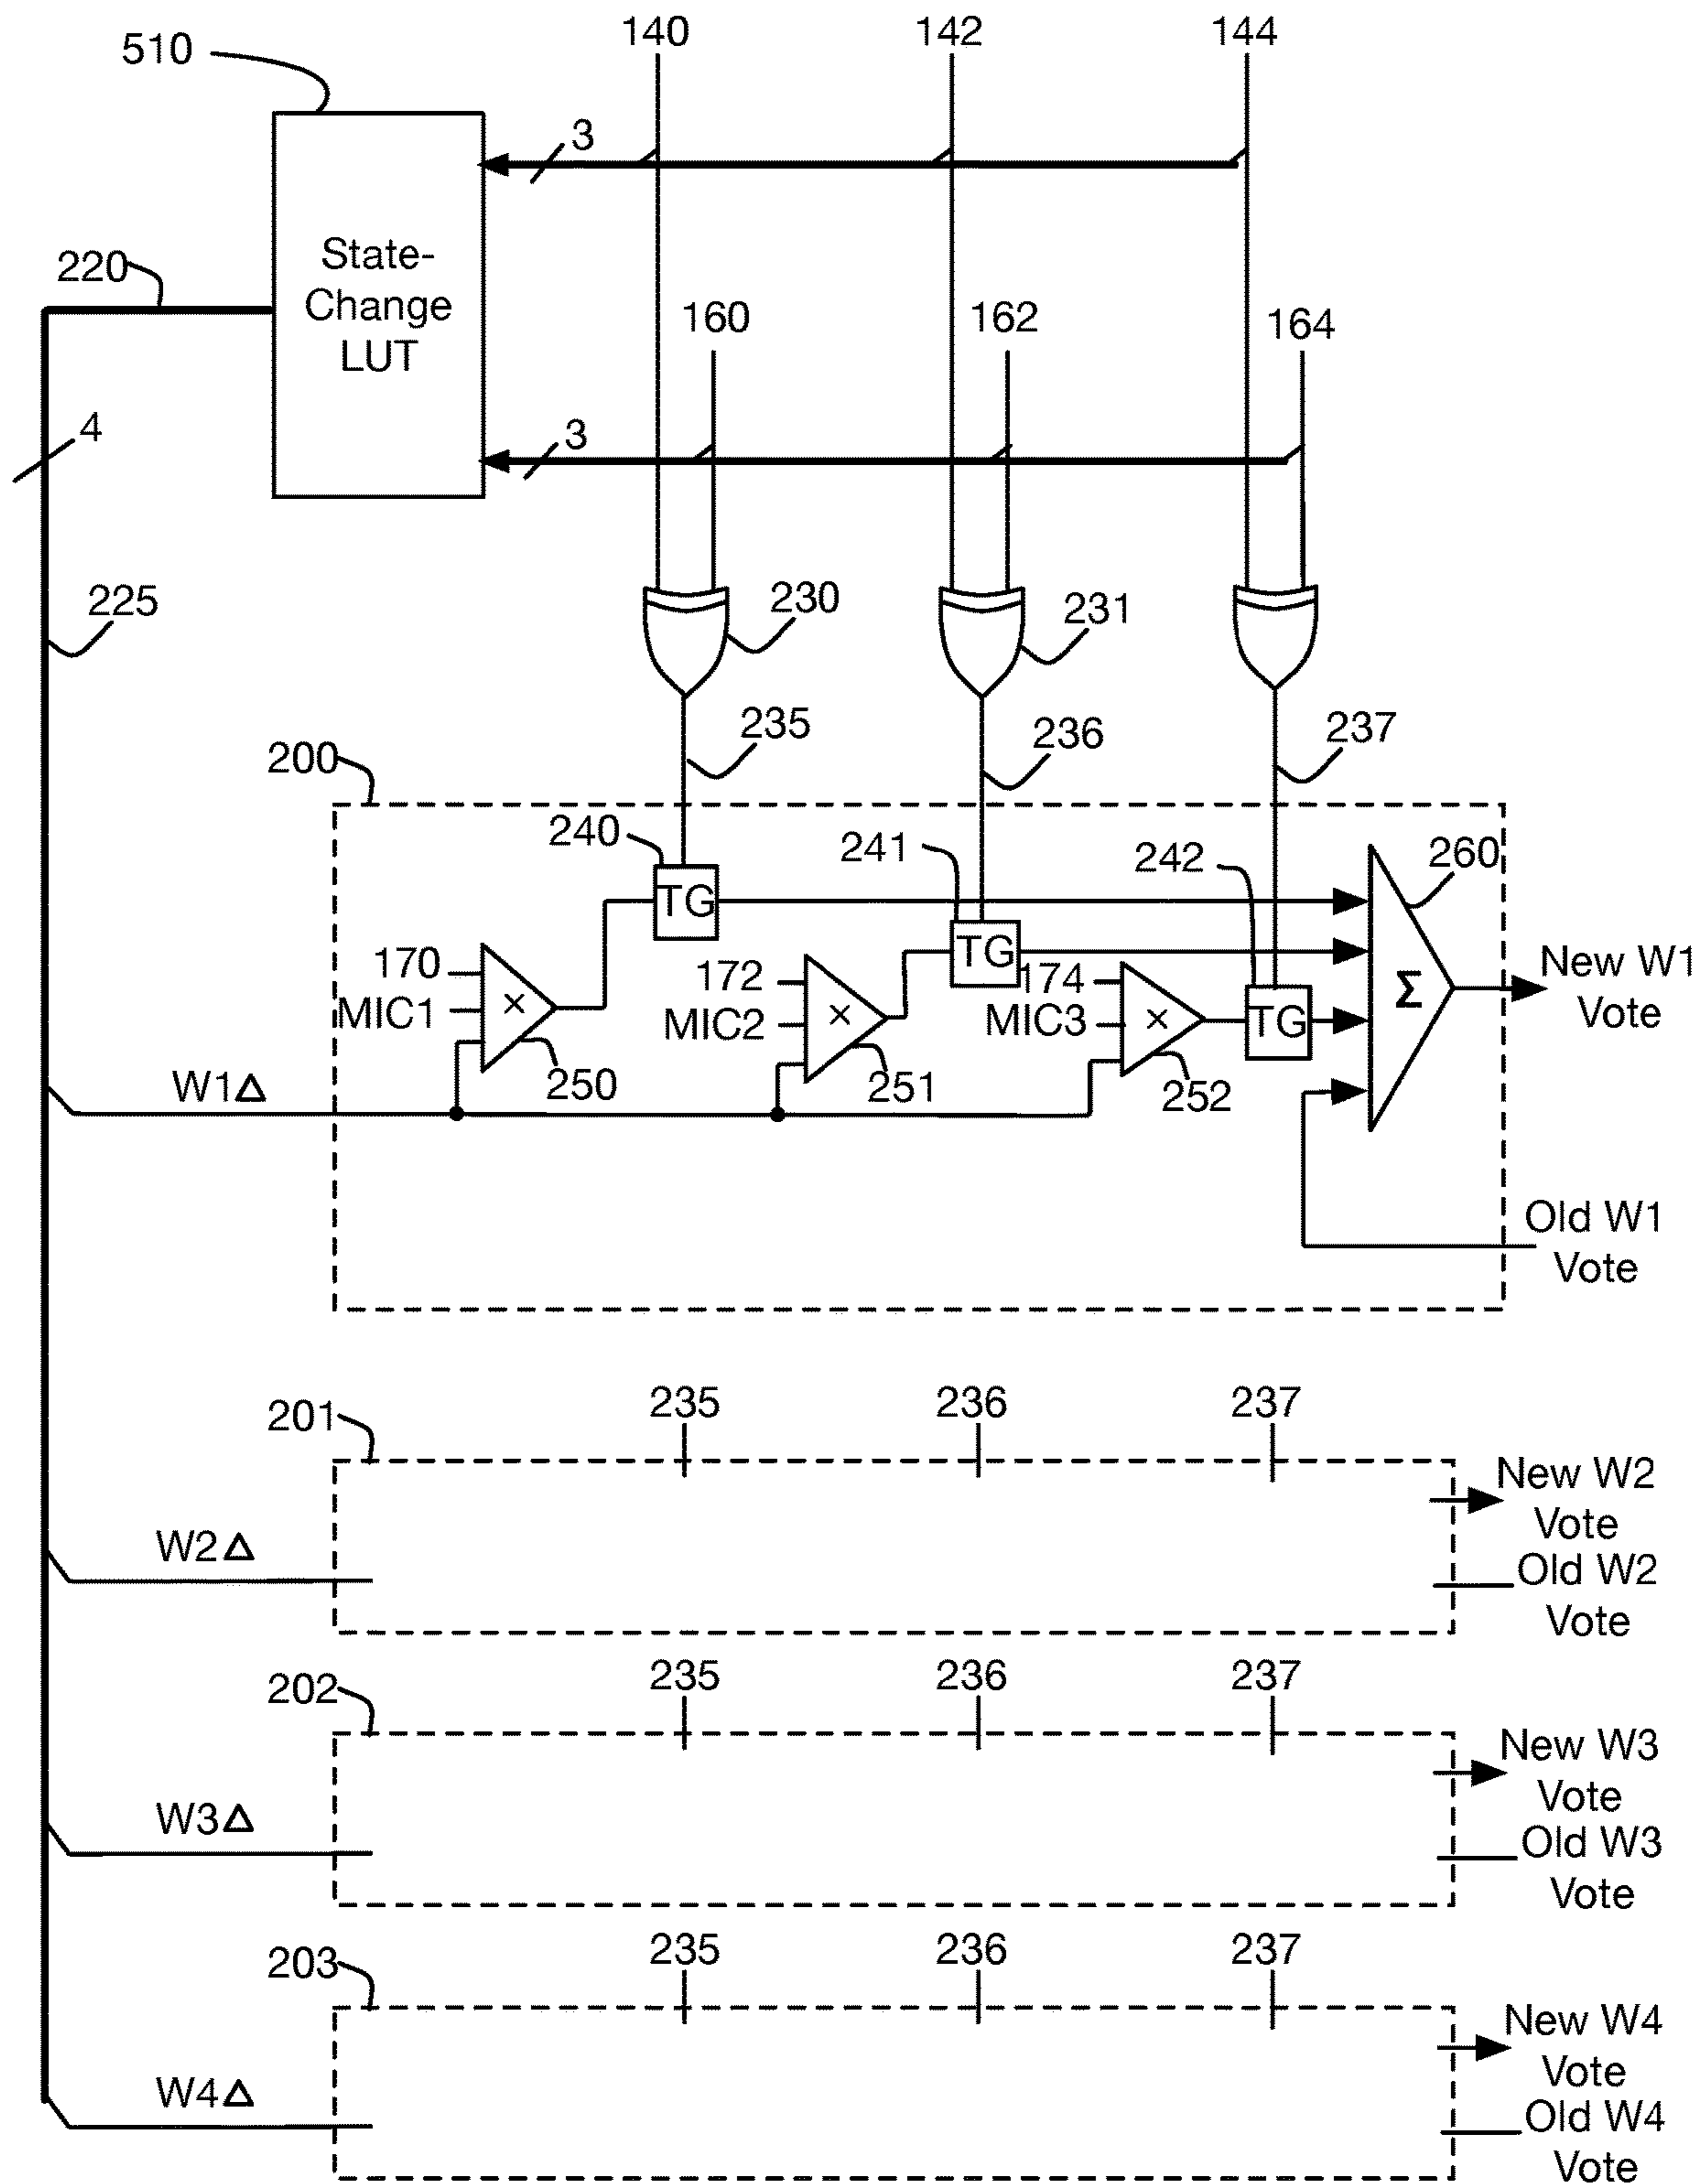 510
140
142
144
3
State-
Change
LUT
220
160
162
164
4
3
225
230
231
235
236
237
200
240
241
242
260
TG
TG
TG
170
MIC1
×
250
172
MIC2
×
251
174
MIC3
×
252
Σ
New W1
Vote
W1Δ
Old W1
Vote
201
235
236
237
New W2
Vote
W2Δ
Old W2
Vote
202
235
236
237
New W3
Vote
W3Δ
Old W3
Vote
203
235
236
237
New W4
Vote
W4Δ
Old W4
Vote